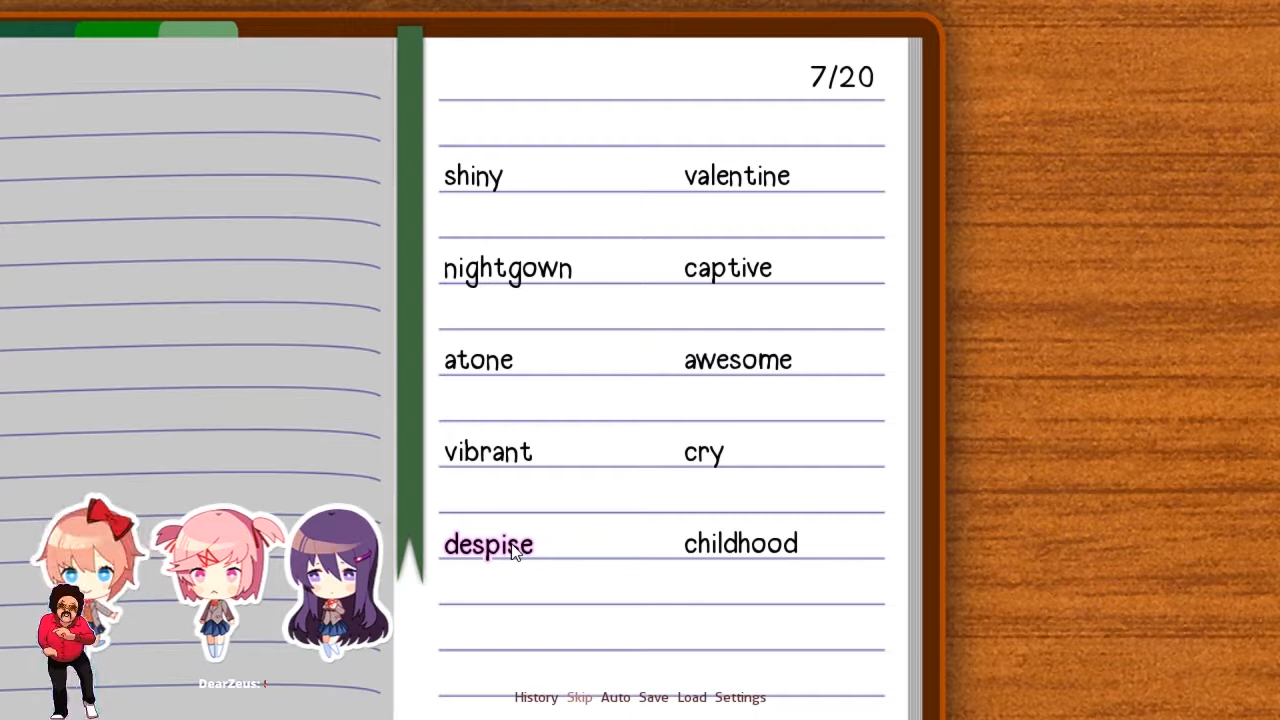 7/20
shiny valentine
nightgown captive
atone awesome
vibrant cry
despise childhood
DearZeus: !
History Skip Auto Save Load Settings